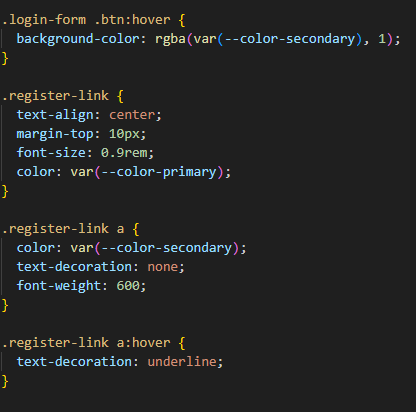 .login-form .btn:hover {
  background-color: rgba(var(--color-secondary), 1);
}

.register-link {
  text-align: center;
  margin-top: 10px;
  font-size: 0.9rem;
  color: var(--color-primary);
}

.register-link a {
  color: var(--color-secondary);
  text-decoration: none;
  font-weight: 600;
}

.register-link a:hover {
  text-decoration: underline;
}